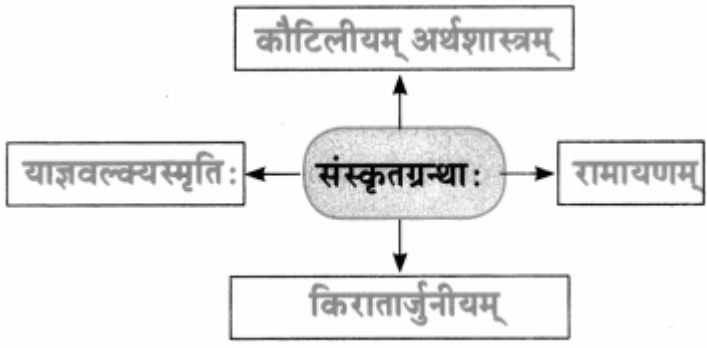 कौटिलीयम् अर्थशास्त्रम्
याज्ञवल्क्यस्मृतिः
संस्कृतग्रन्थाः
रामायणम्
किरातार्जुनीयम्